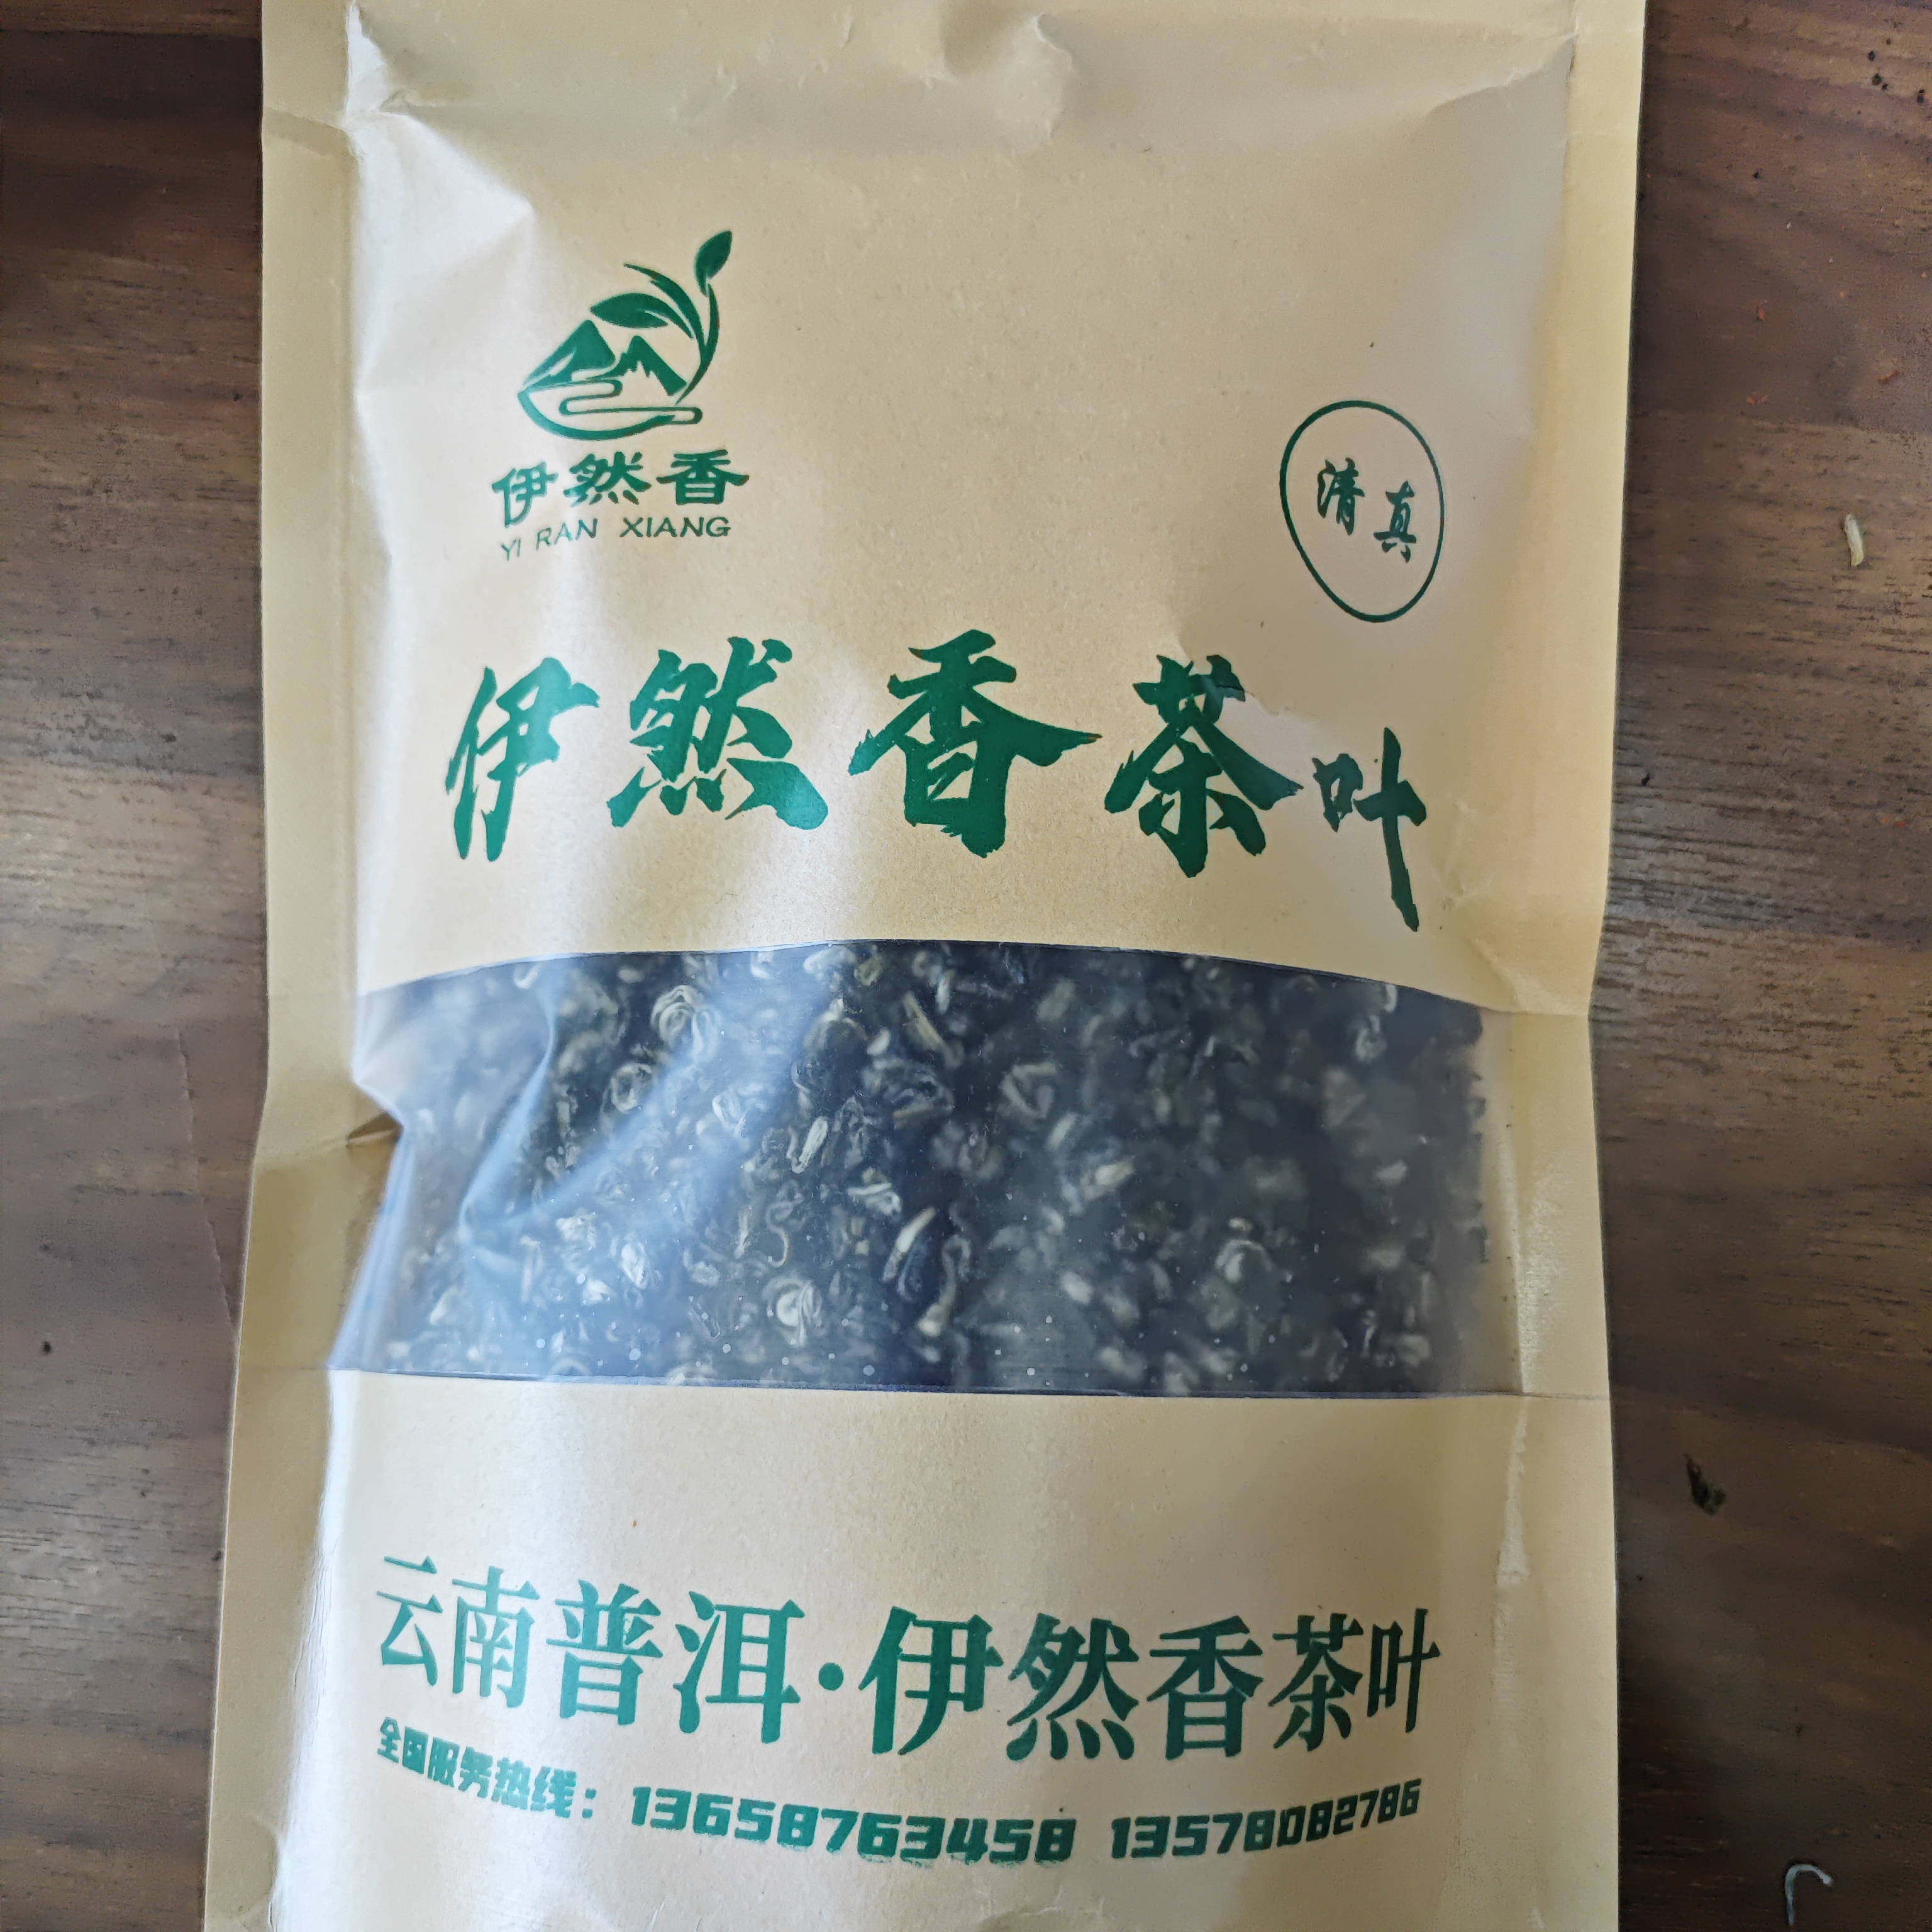 伊然香
YI RAN XIANG
清真
伊然香茶叶
云南普洱·伊然香茶叶
全国服务热线：13658763458 13578082786